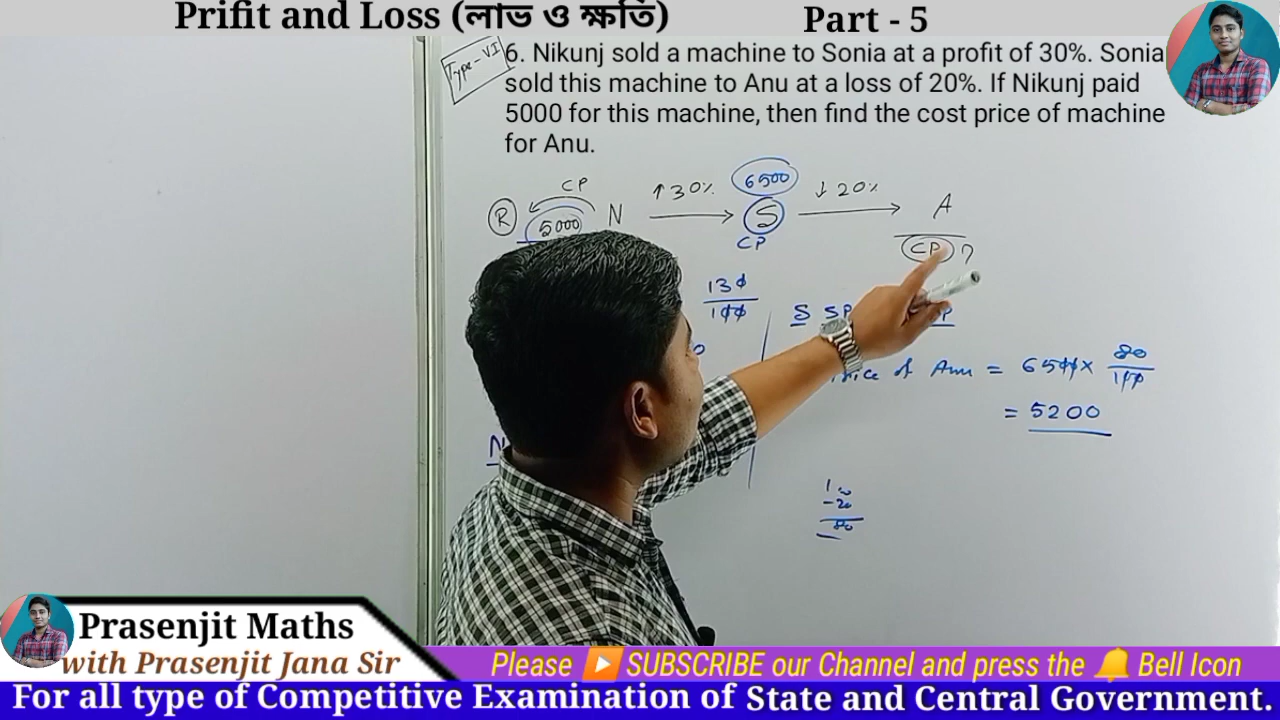 Prifit and Loss (লাভ ও ক্ষতি) Part - 5
Type-VI
6. Nikunj sold a machine to Sonia at a profit of 30%. Sonia
sold this machine to Anu at a loss of 20%. If Nikunj paid
5000 for this machine, then find the cost price of machine
for Anu.
CP ↑30% 6500 ↓20%
R 5000 N S A
CP CP ?
130
100
S SP
of Anu = 6500 × 80
100
= 5200
N
100
-20
80
Prasenjit Maths
with Prasenjit Jana Sir
Please ▶ SUBSCRIBE our Channel and press the 🔔 Bell Icon
For all type of Competitive Examination of State and Central Government.